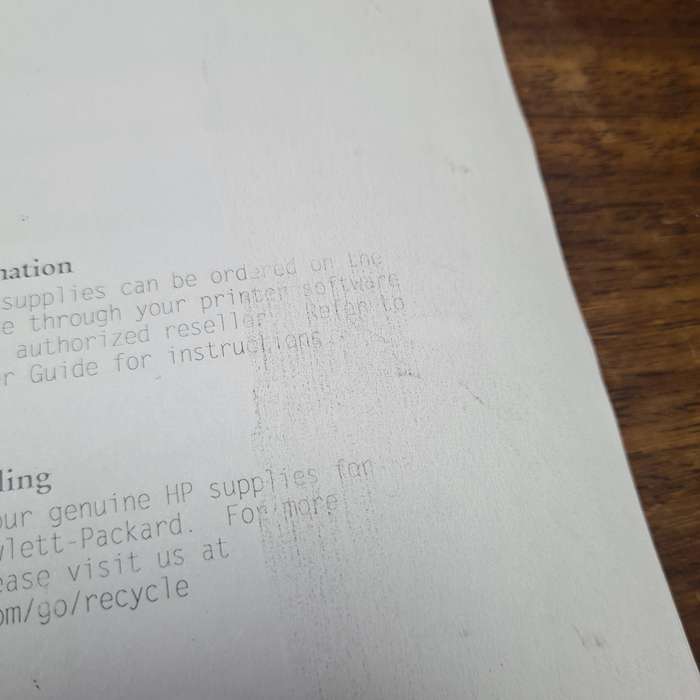 nation
supplies can be ordered on the
e through your printer software
authorized reseller. Refer to
r Guide for instructions.
ling
our genuine HP supplies for
wlett-Packard. For more
ease visit us at
om/go/recycle